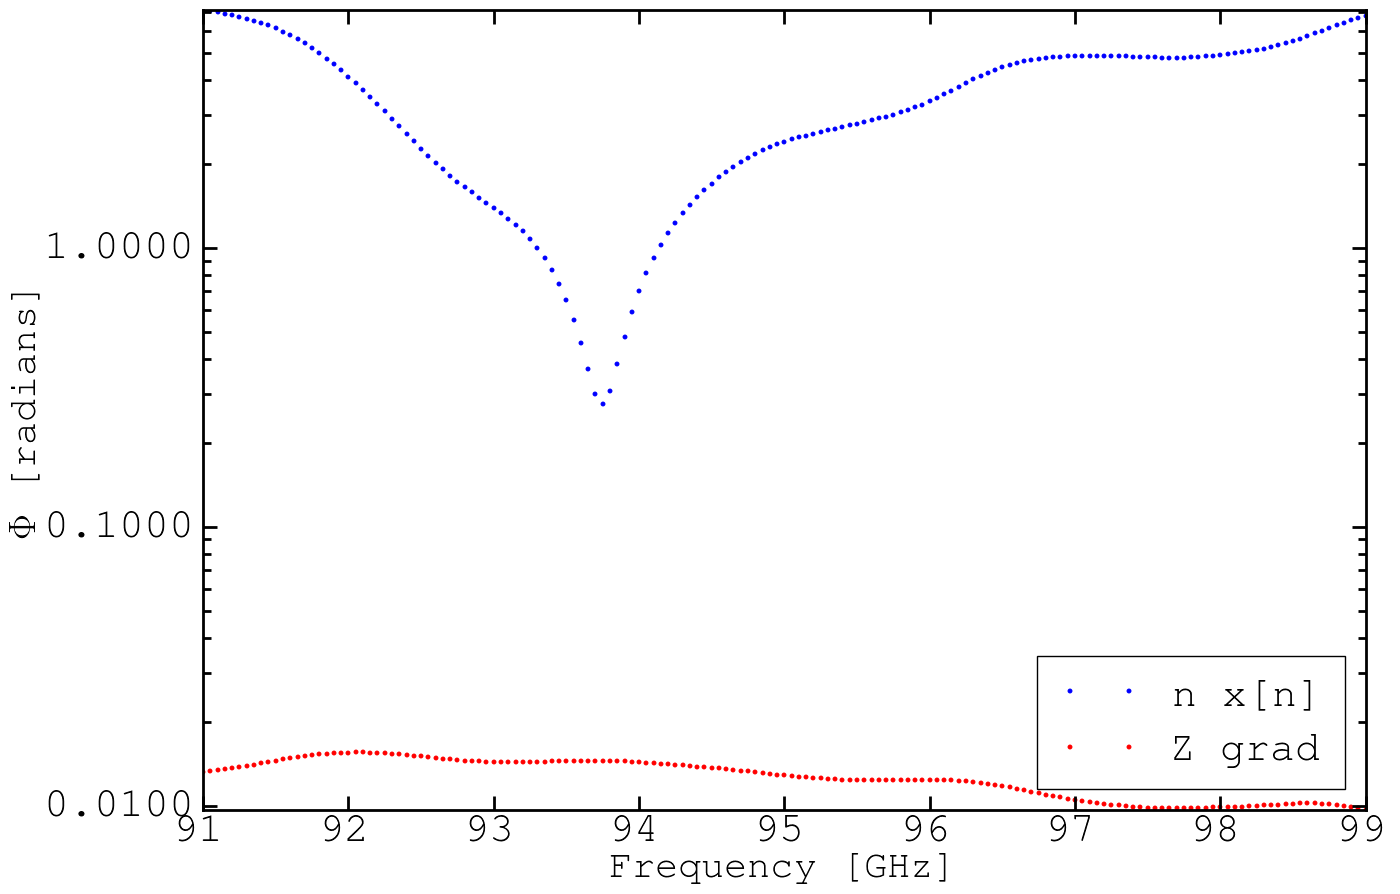 1.0000
0.1000
0.0100
Φ [radians]
n x[n]
Z grad
91 92 93 94 95 96 97 98 99
Frequency [GHz]